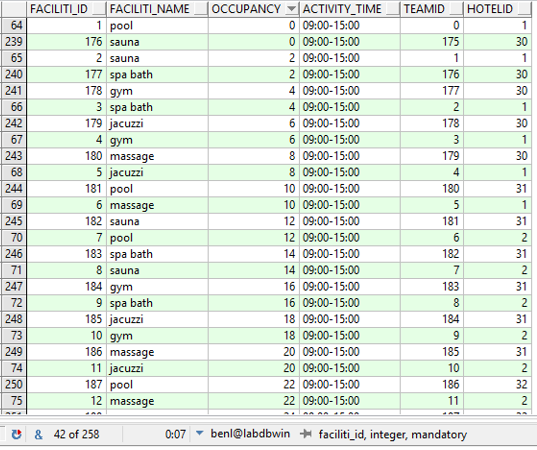 FACILITI_ID FACILITI_NAME OCCUPANCY ACTIVITY_TIME TEAMID HOTELID
64 1 pool 0 09:00-15:00 0 1
239 176 sauna 0 09:00-15:00 175 30
65 2 sauna 2 09:00-15:00 1 1
240 177 spa bath 2 09:00-15:00 176 30
241 178 gym 4 09:00-15:00 177 30
66 3 spa bath 4 09:00-15:00 2 1
242 179 jacuzzi 6 09:00-15:00 178 30
67 4 gym 6 09:00-15:00 3 1
243 180 massage 8 09:00-15:00 179 30
68 5 jacuzzi 8 09:00-15:00 4 1
244 181 pool 10 09:00-15:00 180 31
69 6 massage 10 09:00-15:00 5 1
245 182 sauna 12 09:00-15:00 181 31
70 7 pool 12 09:00-15:00 6 2
246 183 spa bath 14 09:00-15:00 182 31
71 8 sauna 14 09:00-15:00 7 2
247 184 gym 16 09:00-15:00 183 31
72 9 spa bath 16 09:00-15:00 8 2
248 185 jacuzzi 18 09:00-15:00 184 31
73 10 gym 18 09:00-15:00 9 2
249 186 massage 20 09:00-15:00 185 31
74 11 jacuzzi 20 09:00-15:00 10 2
250 187 pool 22 09:00-15:00 186 32
75 12 massage 22 09:00-15:00 11 2
& 42 of 258 0:07 benl@labdbwin faciliti_id, integer, mandatory